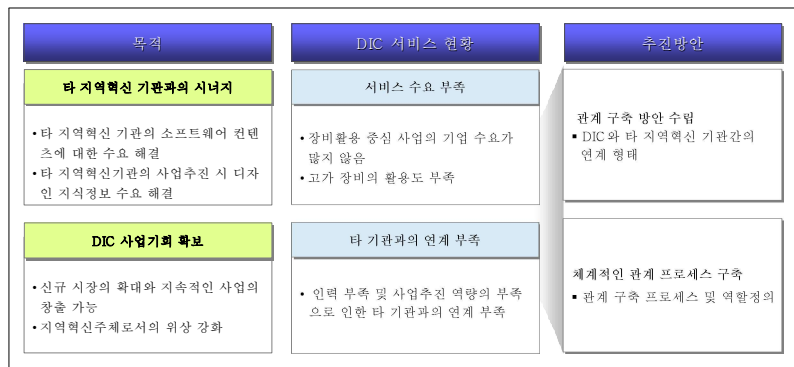 목적
타 지역혁신 기관과의 시너지
•타 지역혁신 기관의 소프트웨어 컨텐
츠에 대한 수요 해결
•타 지역혁신기관의 사업추진 시 디자
인 지식정보 수요 해결
DIC 사업기회 확보
•신규 시장의 확대와 지속적인 사업의
창출 가능
•지역혁신주체로서의 위상 강화
DIC 서비스 현황
서비스 수요 부족
•장비활용 중심 사업의 기업 수요가
많지 않음
•고가 장비의 활용도 부족
타 기관과의 연계 부족
• 인력 부족 및 사업추진 역량의 부족
으로 인한 타 기관과의 연계 부족
추진방안
관계 구축 방안 수립
▪ DIC와 타 지역혁신 기관간의
연계 형태
체계적인 관계 프로세스 구축
▪ 관계 구축 프로세스 및 역할정의